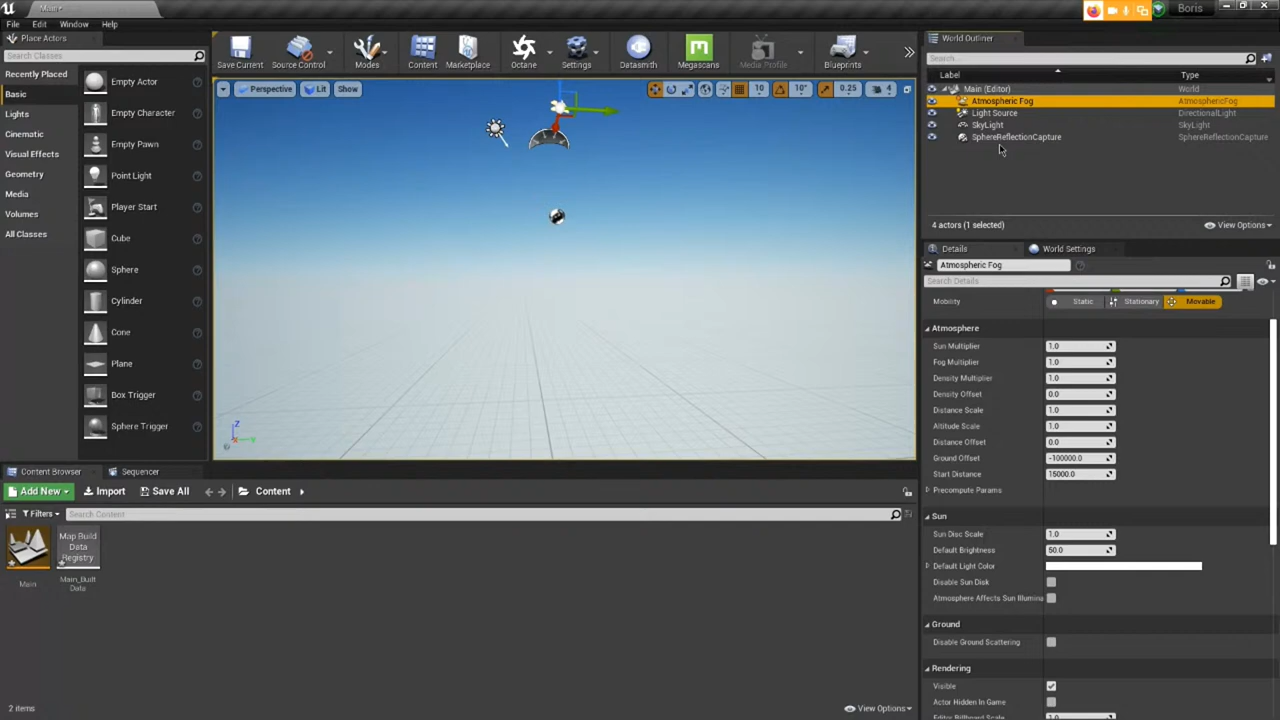 Main*
Boris
File Edit Window Help
Place Actors
Search Classes
Recently Placed
Basic
Lights
Cinematic
Visual Effects
Geometry
Media
Volumes
All Classes
Empty Actor
Empty Character
Empty Pawn
Point Light
Player Start
Cube
Sphere
Cylinder
Cone
Plane
Box Trigger
Sphere Trigger
Save Current Source Control Modes Content Marketplace Octane Settings Datasmith Megascans Media Profile Blueprints
Perspective Lit Show
10 10° 0.25 4
Z
X Y
World Outliner
Search...
Label Type
Main (Editor) World
Atmospheric Fog AtmosphericFog
Light Source DirectionalLight
SkyLight SkyLight
SphereReflectionCapture SphereReflectionCapture
4 actors (1 selected) View Options
Details World Settings
Atmospheric Fog
Search Details
Mobility Static Stationary Movable
Atmosphere
Sun Multiplier 1.0
Fog Multiplier 1.0
Density Multiplier 1.0
Density Offset 0.0
Distance Scale 1.0
Altitude Scale 1.0
Distance Offset 0.0
Ground Offset -100000.0
Start Distance 15000.0
Precompute Params
Sun
Sun Disc Scale 1.0
Default Brightness 50.0
Default Light Color
Disable Sun Disk
Atmosphere Affects Sun Illumina
Ground
Disable Ground Scattering
Rendering
Visible
Actor Hidden In Game
Editor Billboard Scale 1.0
Content Browser Sequencer
Add New Import Save All Content
Filters Search Content
Main
Map Build
Data
Registry
Main_Built
Data
2 items View Options